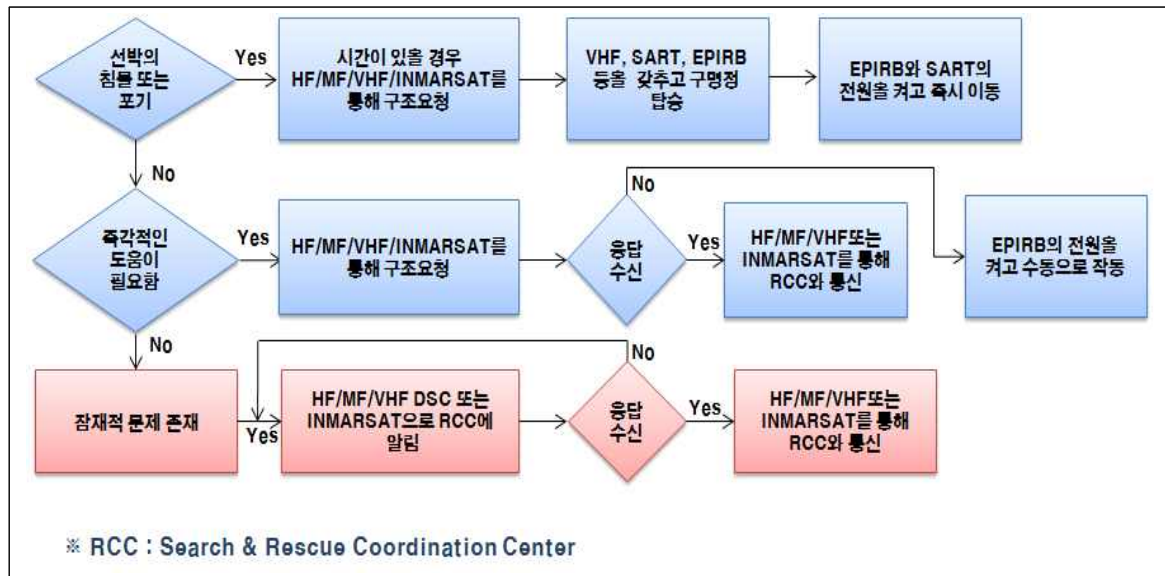 선박의
침몰 또는
포기
Yes
시간이 있올 경우
HF/MF/VHF/INMARSAT를
통해 구조요청
VHF, SART, EPIRB
등올 갖추고 구명정
탑승
EPIRB와 SART의
전원올 켜고 즉시 이동
No
즉각적인
도움이
필요함
Yes
HF/MF/VHF/INMARSAT를
통해 구조요청
응답
수신
No
Yes
HF/MF/VHF또는
INMARSAT를 통해
RCC와 통신
EPIRB의 전원올
켜고 수동으로 작동
No
잠재적 문제 존재
Yes
HF/MF/VHF DSC 또는
INMARSAT으로 RCC에
알림
응답
수신
No
Yes
HF/MF/VHF또는
INMARSAT를 통해
RCC와 통신
※ RCC : Search & Rescue Coordination Center